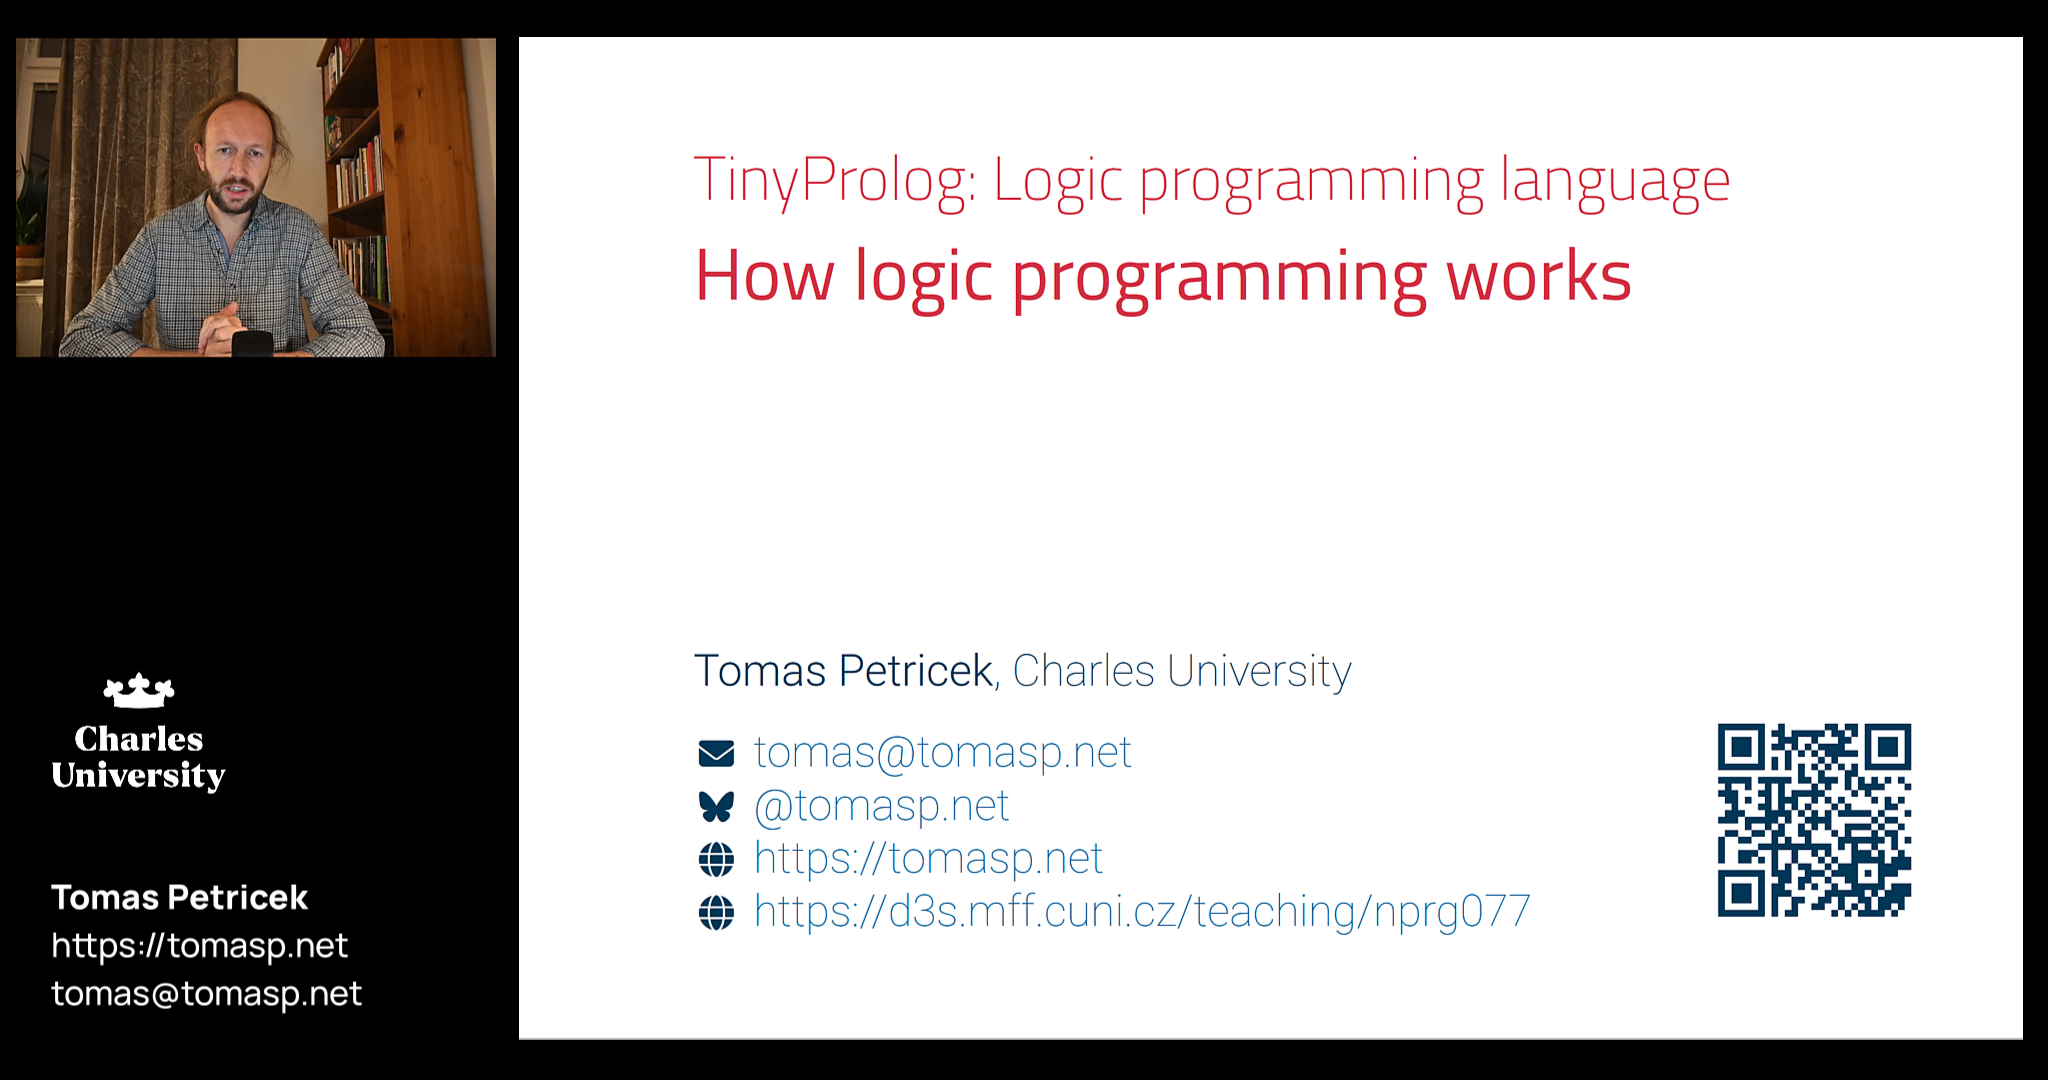 TinyProlog: Logic programming language
How logic programming works
Tomas Petricek, Charles University
tomas@tomasp.net
@tomasp.net
https://tomasp.net
https://d3s.mff.cuni.cz/teaching/nprg077
Charles
University
Tomas Petricek
https://tomasp.net
tomas@tomasp.net